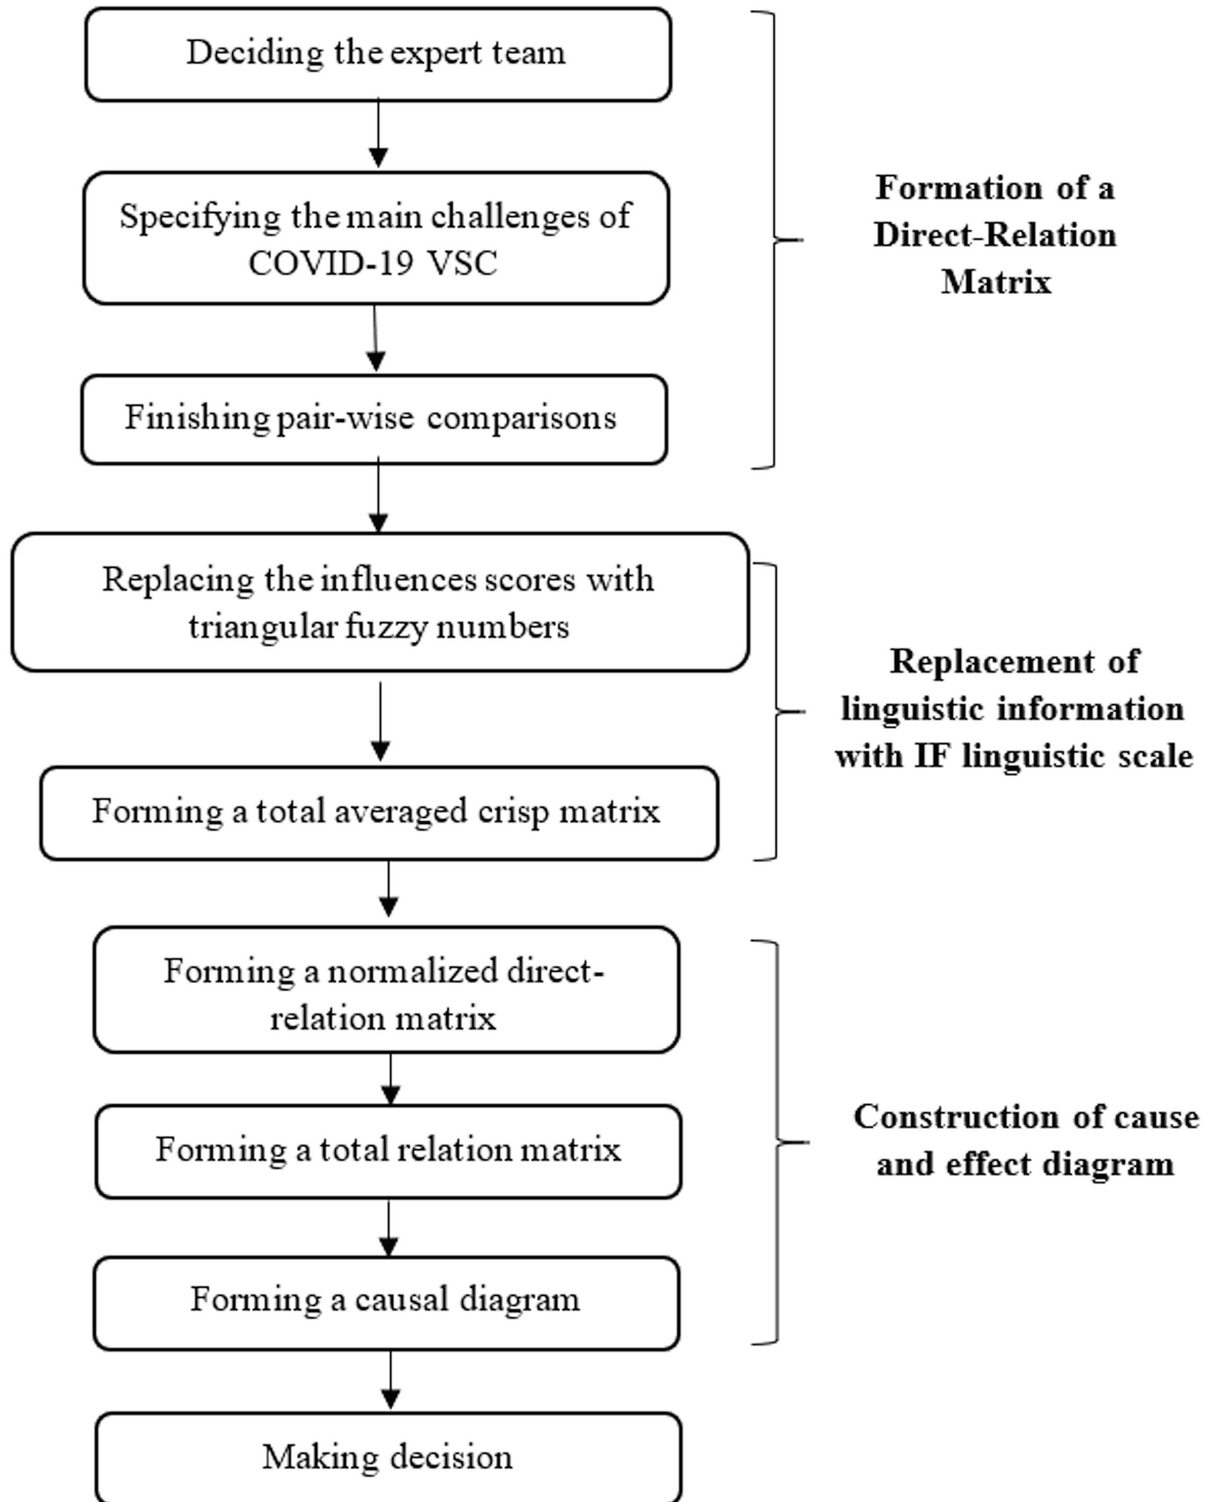 Deciding the expert team
Specifying the main challenges of
COVID-19 VSC
Finishing pair-wise comparisons
Formation of a
Direct-Relation
Matrix
Replacing the influences scores with
triangular fuzzy numbers
Forming a total averaged crisp matrix
Replacement of
linguistic information
with IF linguistic scale
Forming a normalized direct-
relation matrix
Forming a total relation matrix
Forming a causal diagram
Construction of cause
and effect diagram
Making decision